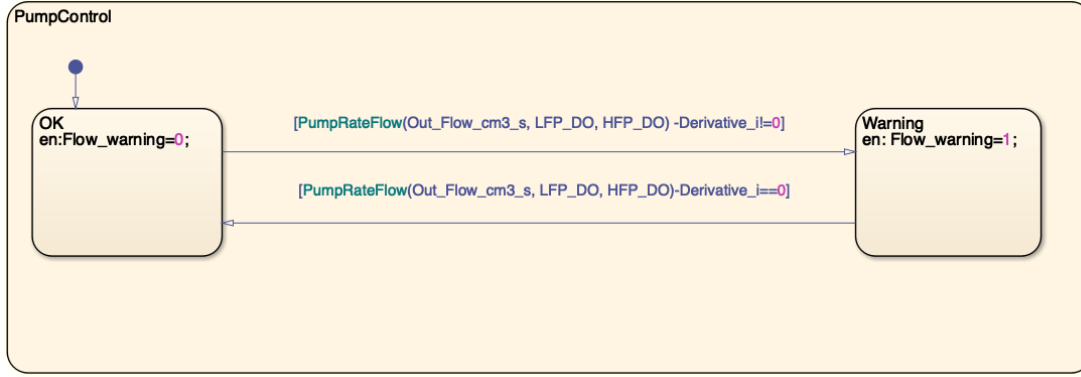 PumpControl
OK
en:Flow_warning=0;
[PumpRateFlow(Out_Flow_cm3_s, LFP_DO, HFP_DO) -Derivative_i!=0]
Warning
en: Flow_warning=1;
[PumpRateFlow(Out_Flow_cm3_s, LFP_DO, HFP_DO)-Derivative_i==0]